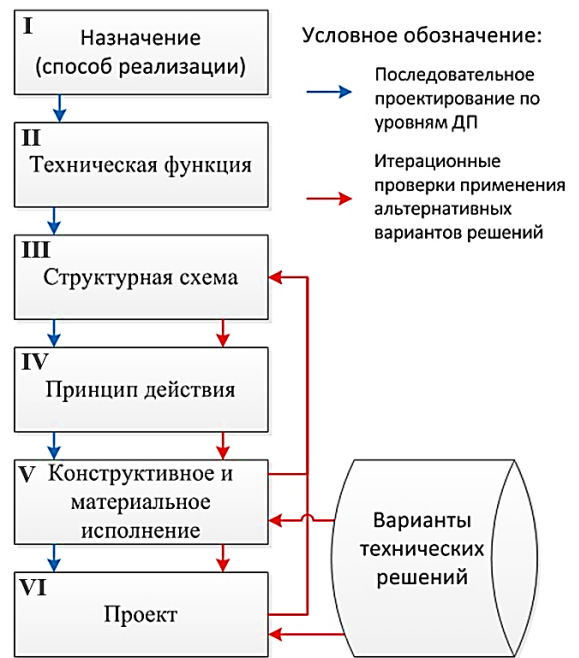 I
Назначение
(способ реализации)
II
Техническая функция
III
Структурная схема
IV
Принцип действия
V Конструктивное и
материальное
исполнение
VI
Проект
Условное обозначение:
Последовательное
проектирование по
уровням ДП
Итерационные
проверки применения
альтернативных
вариантов решений
Варианты
технических
решений